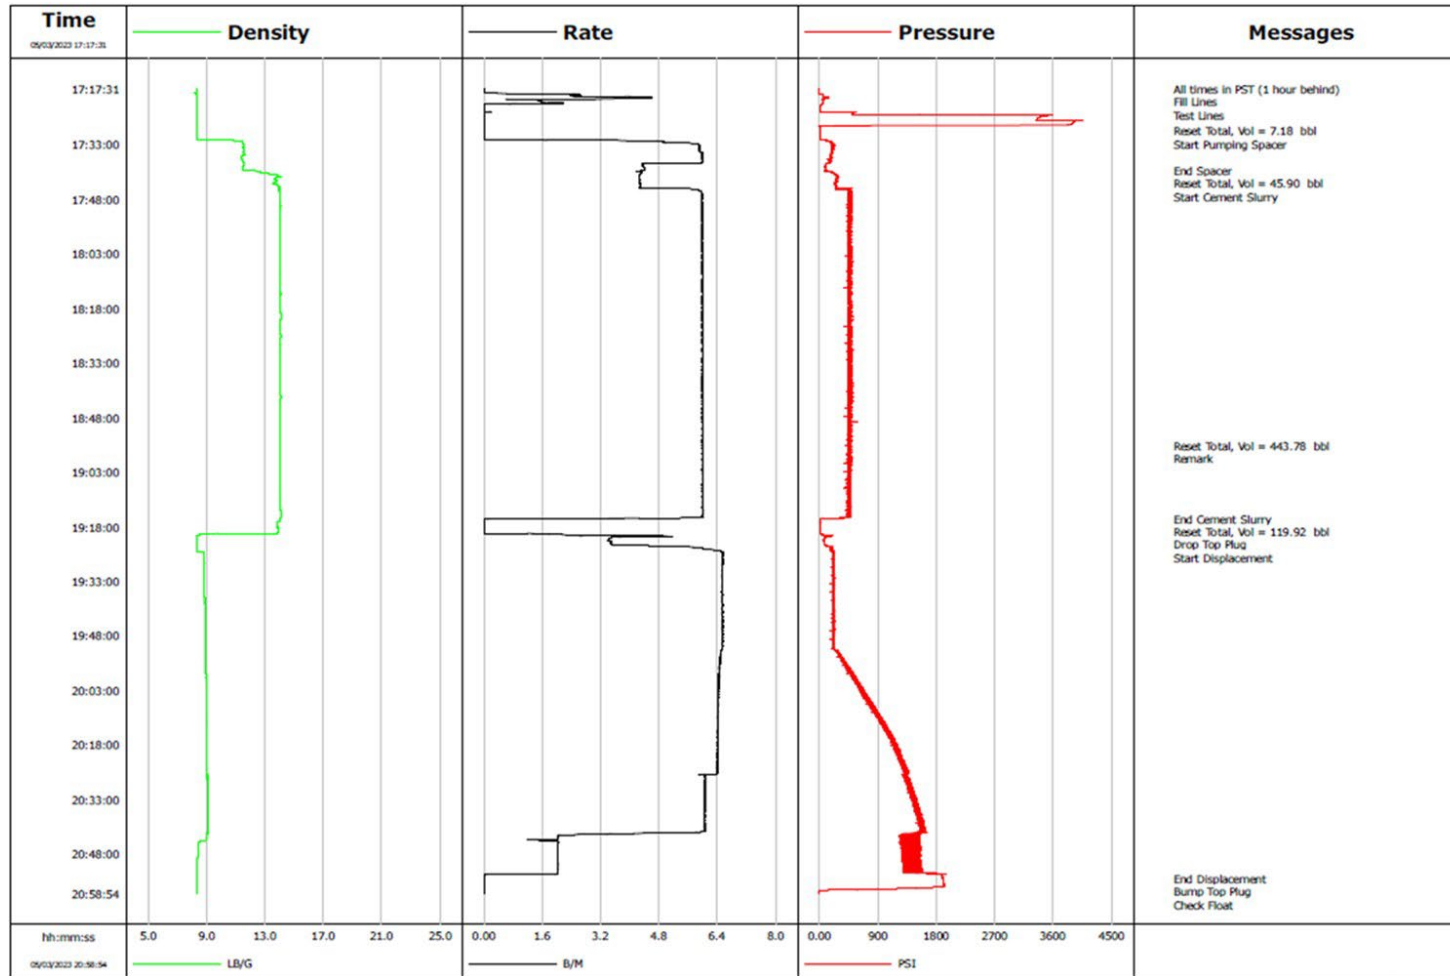 Time
05/03/2023 17:17:31
Density
Rate
Pressure
Messages
17:17:31
17:33:00
17:48:00
18:03:00
18:18:00
18:33:00
18:48:00
19:03:00
19:18:00
19:33:00
19:48:00
20:03:00
20:18:00
20:33:00
20:48:00
20:58:54
All times in PST (1 hour behind)
Fill Lines
Test Lines
Reset Total, Vol = 7.18 bbl
Start Pumping Spacer
End Spacer
Reset Total, Vol = 45.90 bbl
Start Cement Slurry
Reset Total, Vol = 443.78 bbl
Remark
End Cement Slurry
Reset Total, Vol = 119.92 bbl
Drop Top Plug
Start Displacement
End Displacement
Bump Top Plug
Check Float
hh:mm:ss
5.0 9.0 13.0 17.0 21.0 25.0
0.00 1.6 3.2 4.8 6.4 8.0
0.00 900 1800 2700 3600 4500
05/03/2023 20:58:54
LB/G
B/M
PSI